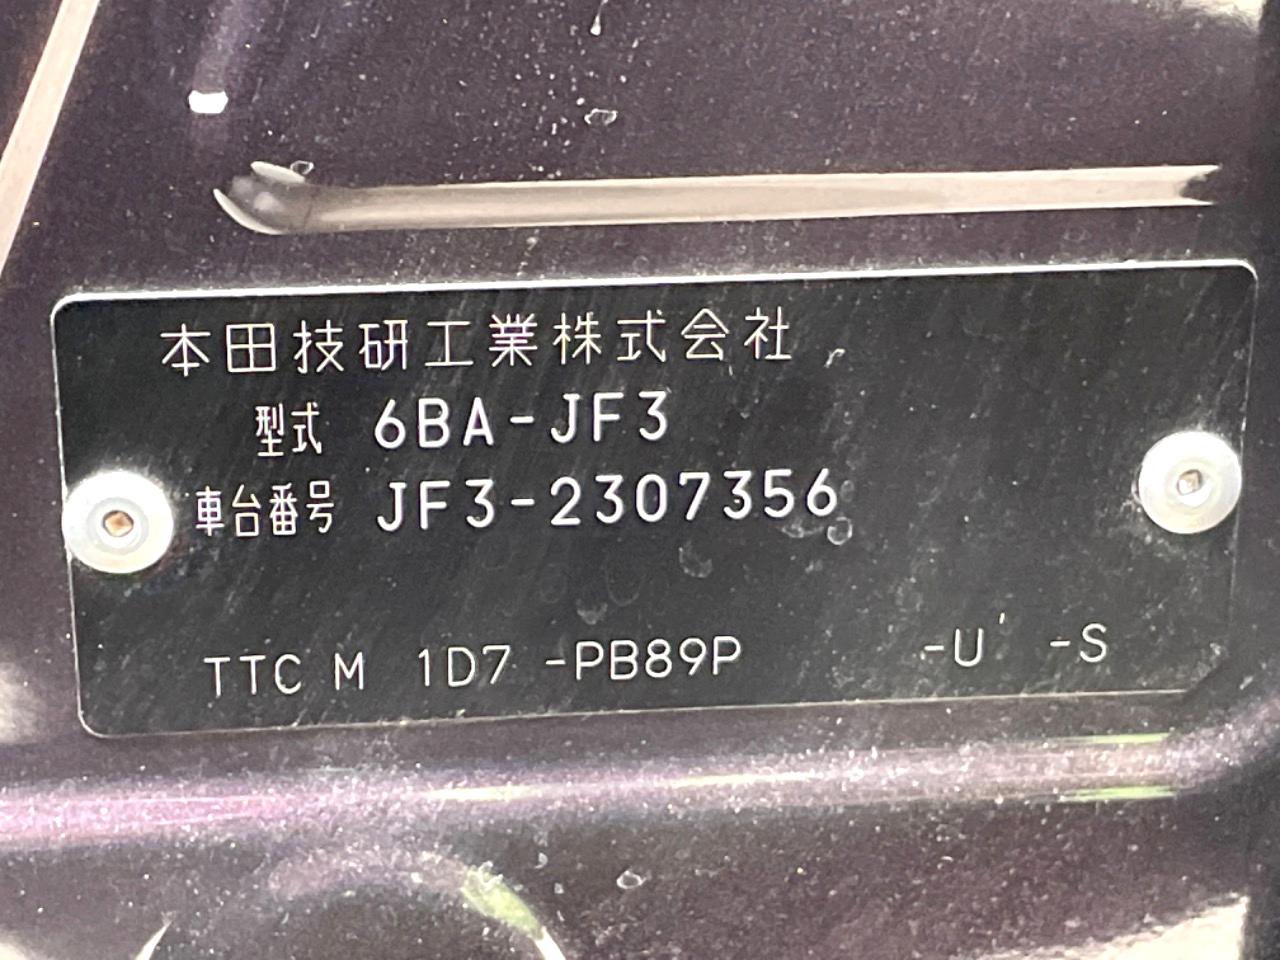 本田技研工業株式会社
型式 6BA-JF3
車台番号 JF3-2307356
TTC M 1D7 -PB89P -U' -S